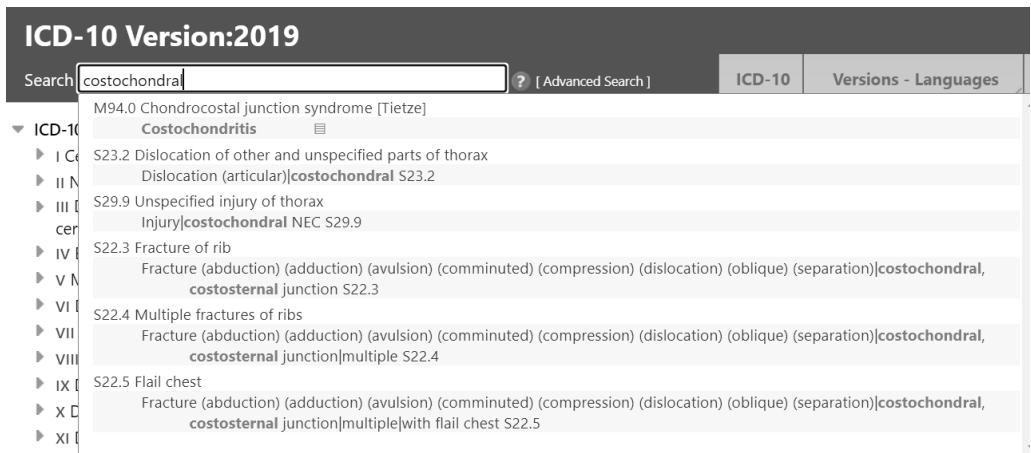 ICD-10 Version:2019
Search costochondral ? [ Advanced Search ] ICD-10 Versions - Languages
M94.0 Chondrocostal junction syndrome [Tietze]
ICD-10
Costochondritis
I Ce
S23.2 Dislocation of other and unspecified parts of thorax
Dislocation (articular)|costochondral S23.2
II N
S29.9 Unspecified injury of thorax
III
Injury|costochondral NEC S29.9
cer
S22.3 Fracture of rib
IV
Fracture (abduction) (adduction) (avulsion) (comminuted) (compression) (dislocation) (oblique) (separation)|costochondral,
V
costosternal junction S22.3
VI
S22.4 Multiple fractures of ribs
VII
Fracture (abduction) (adduction) (avulsion) (comminuted) (compression) (dislocation) (oblique) (separation)|costochondral,
VIII
costosternal junction|multiple S22.4
IX
S22.5 Flail chest
X
Fracture (abduction) (adduction) (avulsion) (comminuted) (compression) (dislocation) (oblique) (separation)|costochondral,
costosternal junction|multiple|with flail chest S22.5
XI